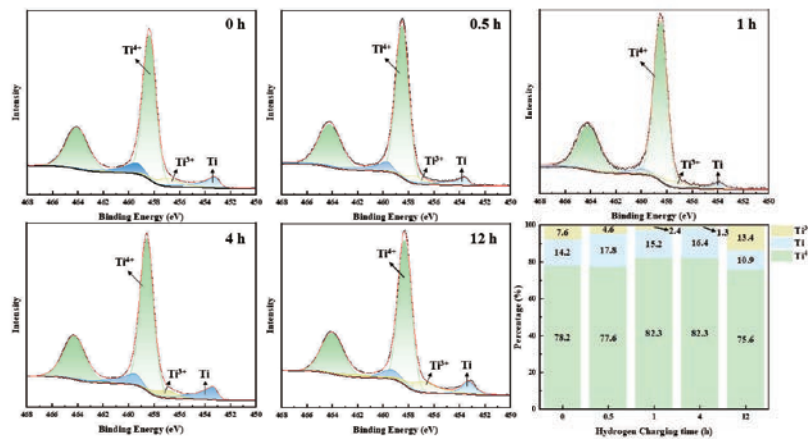 0 h
Ti4+
Ti3+
Ti
Intensity
468 466 464 462 460 458 456 454 452 450
Binding Energy (eV)
0.5 h
Ti4+
Ti3+
Ti
Intensity
468 466 464 462 460 458 456 454 452 450
Binding Energy (eV)
1 h
Ti4+
Ti3+
Ti
Intensity
468 466 464 462 460 458 456 454 452 450
Binding Energy (eV)
4 h
Ti4+
Ti3+
Ti
Intensity
468 466 464 462 460 458 456 454 452 450
Binding Energy (eV)
12 h
Ti4+
Ti3+
Ti
Intensity
468 466 464 462 460 458 456 454 452 450
Binding Energy (eV)
100
80
60
40
20
0
Percentage (%)
7.6 4.6 2.4 1.3 13.4
14.2 17.8 15.2 16.4 10.9
78.2 77.6 82.3 82.3 75.6
0 0.5 1 4 12
Hydrogen Charging time (h)
Ti3
Ti
Ti4